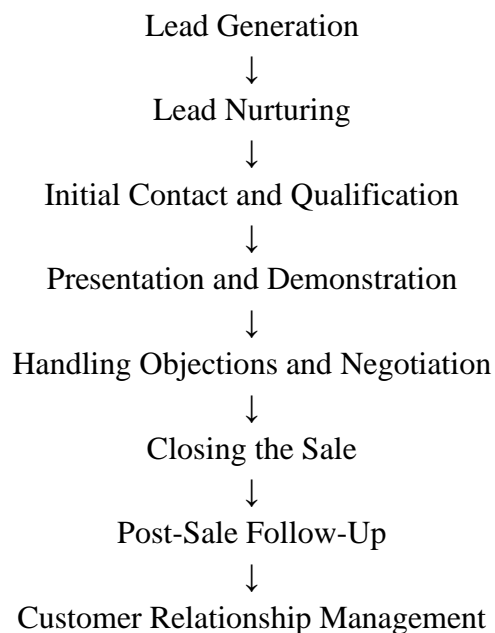 Lead Generation
↓
Lead Nurturing
↓
Initial Contact and Qualification
↓
Presentation and Demonstration
↓
Handling Objections and Negotiation
↓
Closing the Sale
↓
Post-Sale Follow-Up
↓
Customer Relationship Management